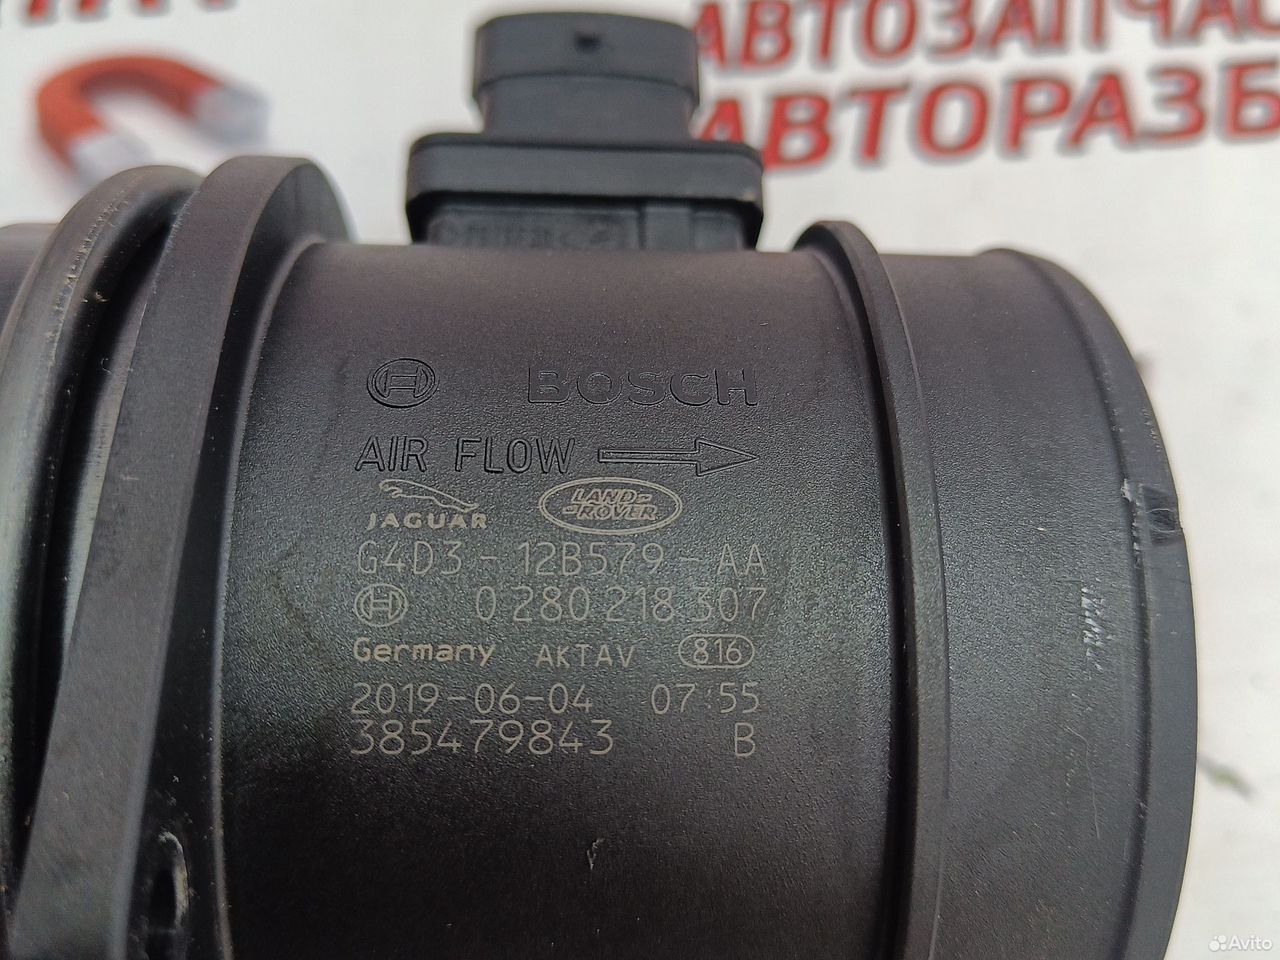 АВТОЗАПЧАС
АВТОРАЗБ
BOSCH
AIR FLOW
JAGUAR
LAND-
-ROVER
G4D3-12B579-AA
0 280 218 307
Germany AKTAV 816
2019-06-04 07:55
385479843 B
Avito